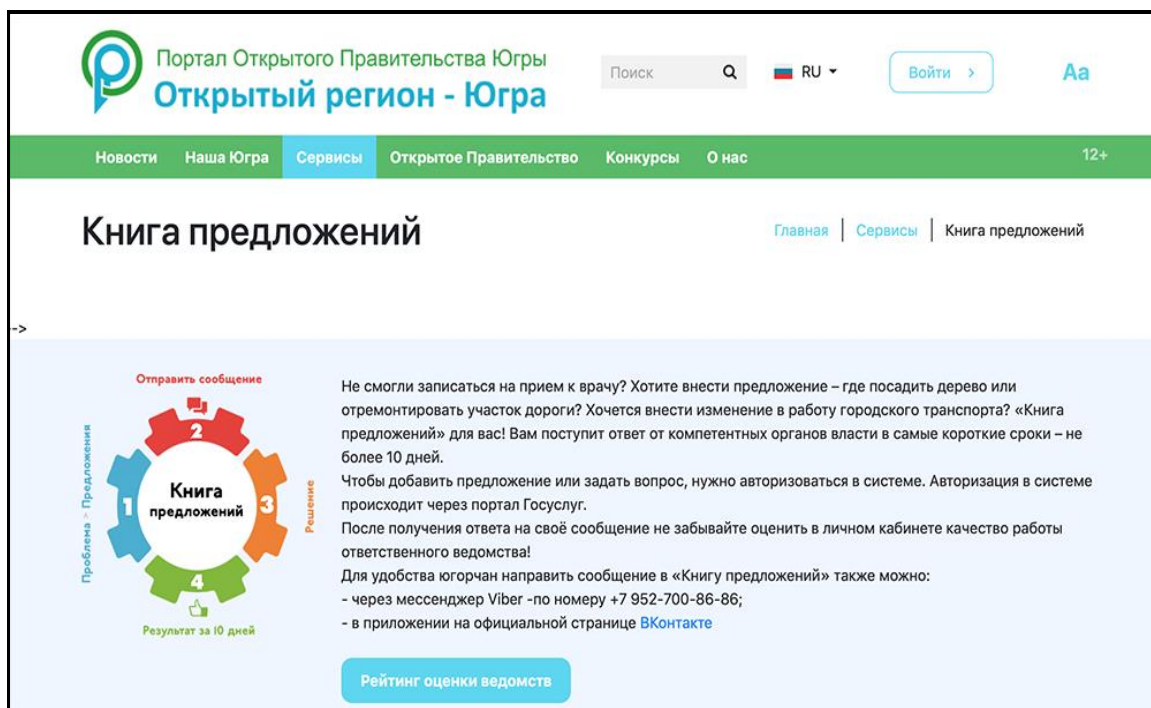 Портал Открытого Правительства Югры
Открытый регион - Югра
Поиск
RU
Войти >
Aa
Новости Наша Югра Сервисы Открытое Правительство Конкурсы О нас 12+
Книга предложений
Главная | Сервисы | Книга предложений
-->
Отправить сообщение
2
Проблема > Предложения
1
Книга
предложений
3
Решение
4
Результат за 10 дней
Не смогли записаться на прием к врачу? Хотите внести предложение – где посадить дерево или
отремонтировать участок дороги? Хочется внести изменение в работу городского транспорта? «Книга
предложений» для вас! Вам поступит ответ от компетентных органов власти в самые короткие сроки – не
более 10 дней.
Чтобы добавить предложение или задать вопрос, нужно авторизоваться в системе. Авторизация в системе
происходит через портал Госуслуг.
После получения ответа на своё сообщение не забывайте оценить в личном кабинете качество работы
ответственного ведомства!
Для удобства югорчан направить сообщение в «Книгу предложений» также можно:
- через мессенджер Viber -по номеру +7 952-700-86-86;
- в приложении на официальной странице ВКонтакте
Рейтинг оценки ведомств